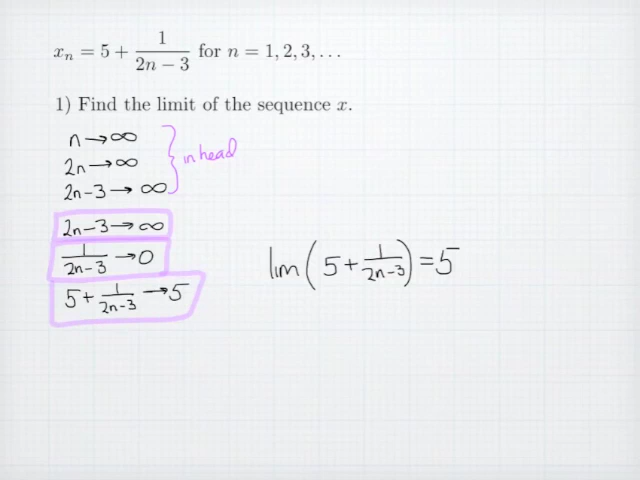 xₙ = 5 + 1/(2n − 3) for n = 1, 2, 3, . . .
1) Find the limit of the sequence x.
n → ∞
2n → ∞
2n-3 → ∞
in head
2n-3 → ∞
1/(2n-3) → 0
5 + 1/(2n-3) → 5
lim( 5 + 1/(2n-3) ) = 5